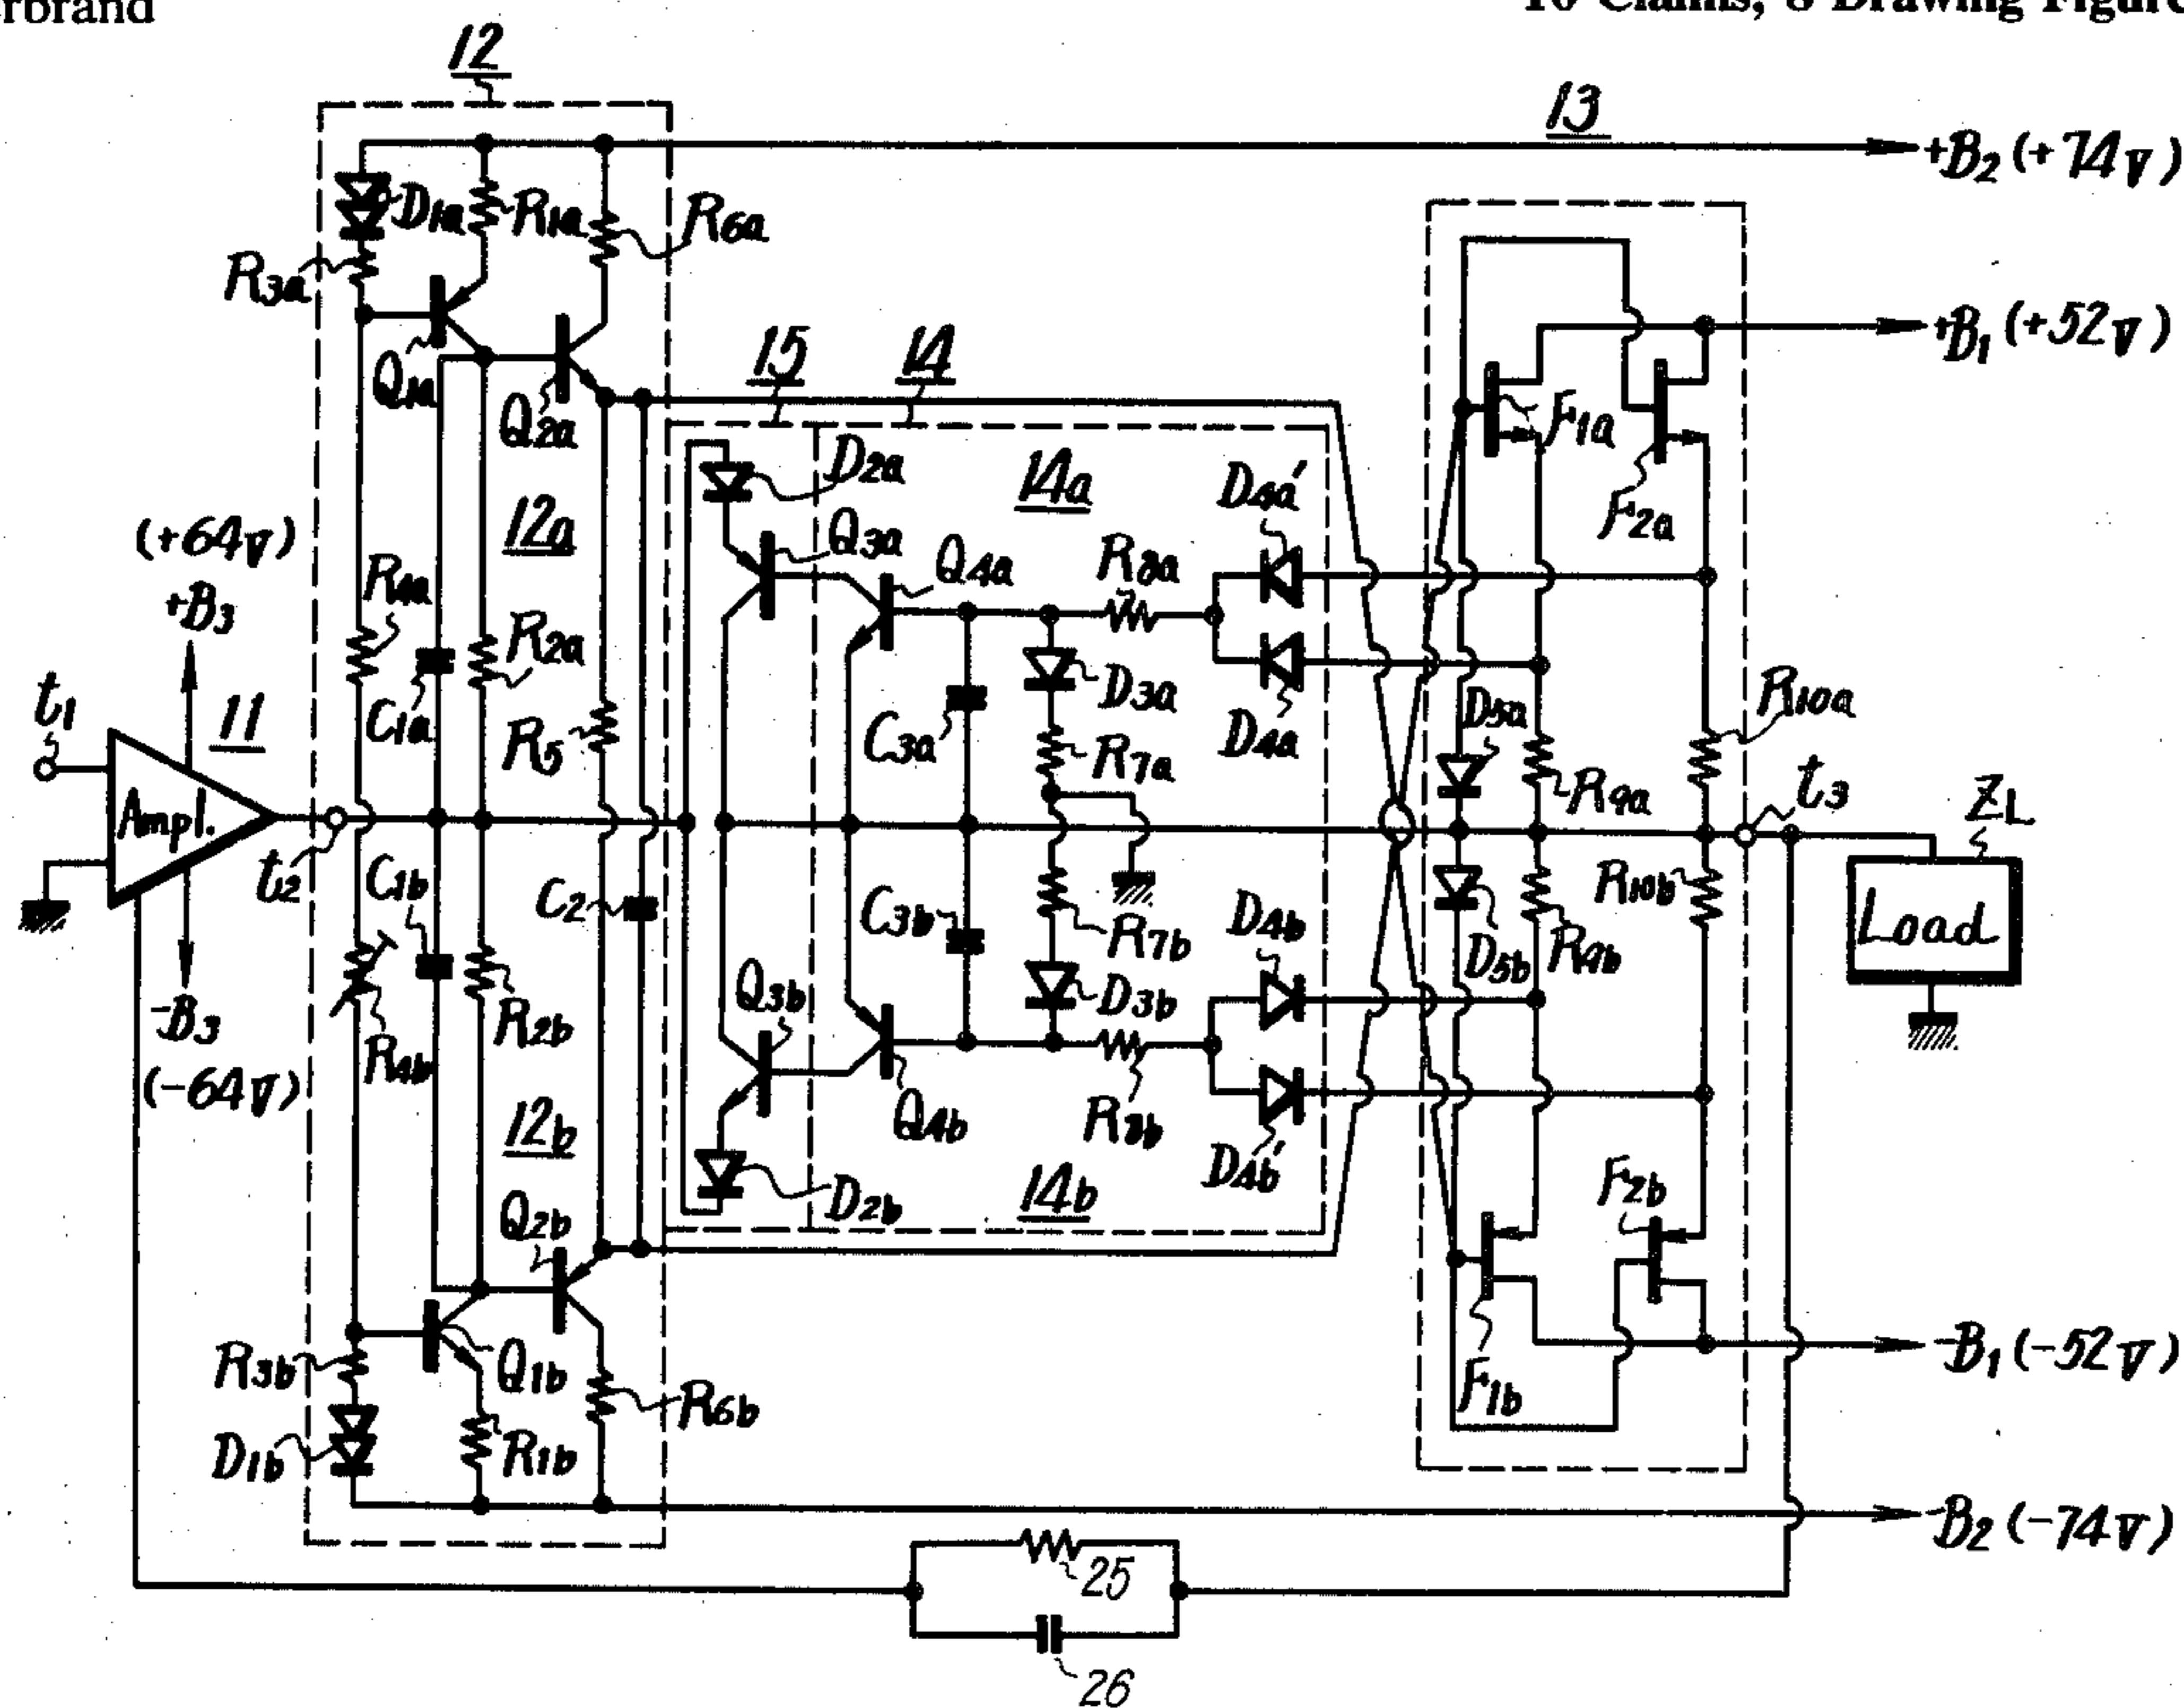 erbrand
10 Claims, 8 Drawing Figure
12
13
+B2 (+74V)
D1a
R1a
R6a
R3a
+B1 (+52V)
Q1a
Q2a
15
14
F1a
F2a
D2a
14a
D4a'
12a
Q3a
Q4a
R8a
(+64V)
+B3
R4a
R2a
C1a
R5
D3a
C3a
R7a
D4a
D5a
R10a
t1
11
Ampl.
R9a
t3
ZL
t2
C1b
C2
C3b
R7b
D4b
D5b
R9b
R10b
Load
Q3b
D3b
-B3
(-64V)
R4b
R2b
12b
Q4b
R8b
D4b'
Q2b
D2b
14b
F2b
R3b
Q1b
F1b
-B1 (-52V)
D1b
R1b
R6b
-B2 (-74V)
25
26